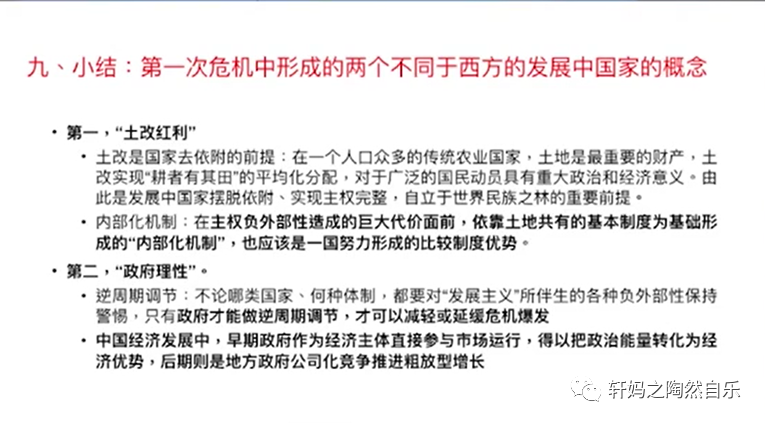 九、小结：第一次危机中形成的两个不同于西方的发展中国家的概念
• 第一，“土改红利”
• 土改是国家去依附的前提：在一个人口众多的传统农业国家，土地是最重要的财产，土
改实现“耕者有其田”的平均化分配，对于广泛的国民动员具有重大政治和经济意义。由
此是发展中国家摆脱依附、实现主权完整，自立于世界民族之林的重要前提。
• 内部化机制：在主权负外部性造成的巨大代价面前，依靠土地共有的基本制度为基础形
成的“内部化机制”，也应该是一国努力形成的比较制度优势。
• 第二，“政府理性”。
• 逆周期调节：不论哪类国家、何种体制，都要对“发展主义”所伴生的各种负外部性保持
警惕，只有政府才能做逆周期调节，才可以减轻或延缓危机爆发
• 中国经济发展中，早期政府作为经济主体直接参与市场运行，得以把政治能量转化为经
济优势，后期则是地方政府公司化竞争推进粗放型增长
轩妈之陶然自乐